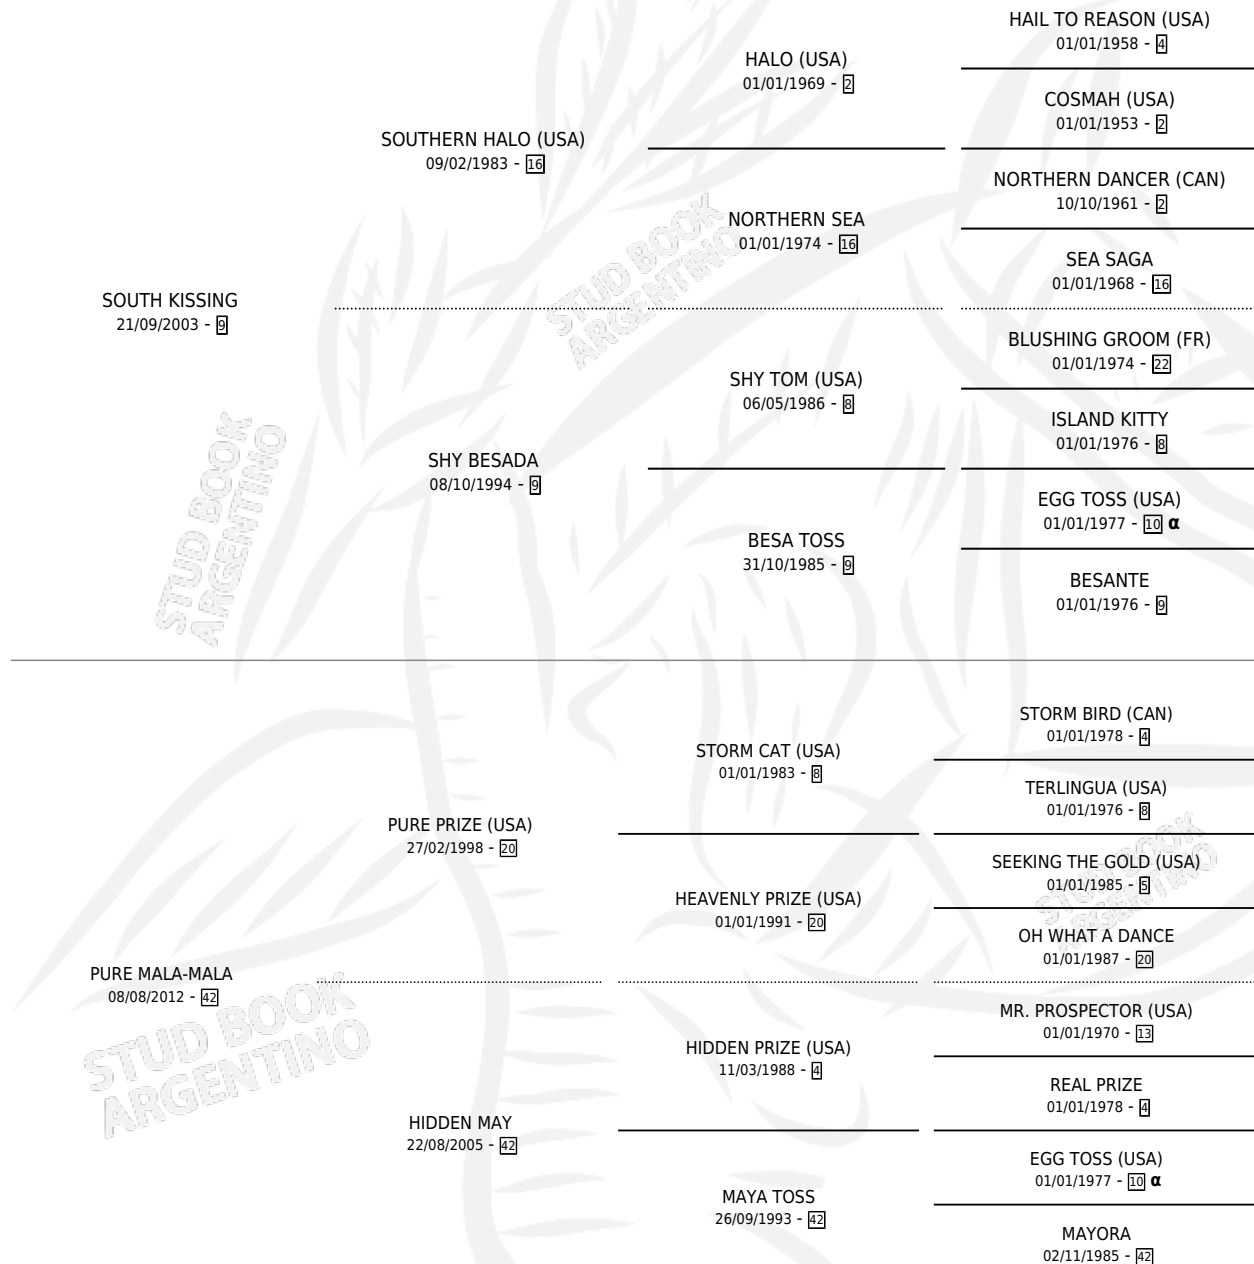 HAIL TO REASON (USA)
01/01/1958 - 4
HALO (USA)
01/01/1969 - 2
COSMAH (USA)
01/01/1953 - 2
SOUTHERN HALO (USA)
09/02/1983 - 16
NORTHERN DANCER (CAN)
10/10/1961 - 2
NORTHERN SEA
01/01/1974 - 16
SEA SAGA
01/01/1968 - 16
SOUTH KISSING
21/09/2003 - 9
BLUSHING GROOM (FR)
01/01/1974 - 22
SHY TOM (USA)
06/05/1986 - 8
ISLAND KITTY
01/01/1976 - 8
SHY BESADA
08/10/1994 - 9
EGG TOSS (USA)
01/01/1977 - 10 α
BESA TOSS
31/10/1985 - 9
BESANTE
01/01/1976 - 9
STORM BIRD (CAN)
01/01/1978 - 4
STORM CAT (USA)
01/01/1983 - 8
TERLINGUA (USA)
01/01/1976 - 8
PURE PRIZE (USA)
27/02/1998 - 20
SEEKING THE GOLD (USA)
01/01/1985 - 5
HEAVENLY PRIZE (USA)
01/01/1991 - 20
OH WHAT A DANCE
01/01/1987 - 20
PURE MALA-MALA
08/08/2012 - 42
MR. PROSPECTOR (USA)
01/01/1970 - 13
HIDDEN PRIZE (USA)
11/03/1988 - 4
REAL PRIZE
01/01/1978 - 4
HIDDEN MAY
22/08/2005 - 42
EGG TOSS (USA)
01/01/1977 - 10 α
MAYA TOSS
26/09/1993 - 42
MAYORA
02/11/1985 - 42
STUD BOOK
ARGENTINO
STUD BOOK
ARGENTINO
STUD BOOK
ARGENTINO
STUD BOOK
ARGENTINO